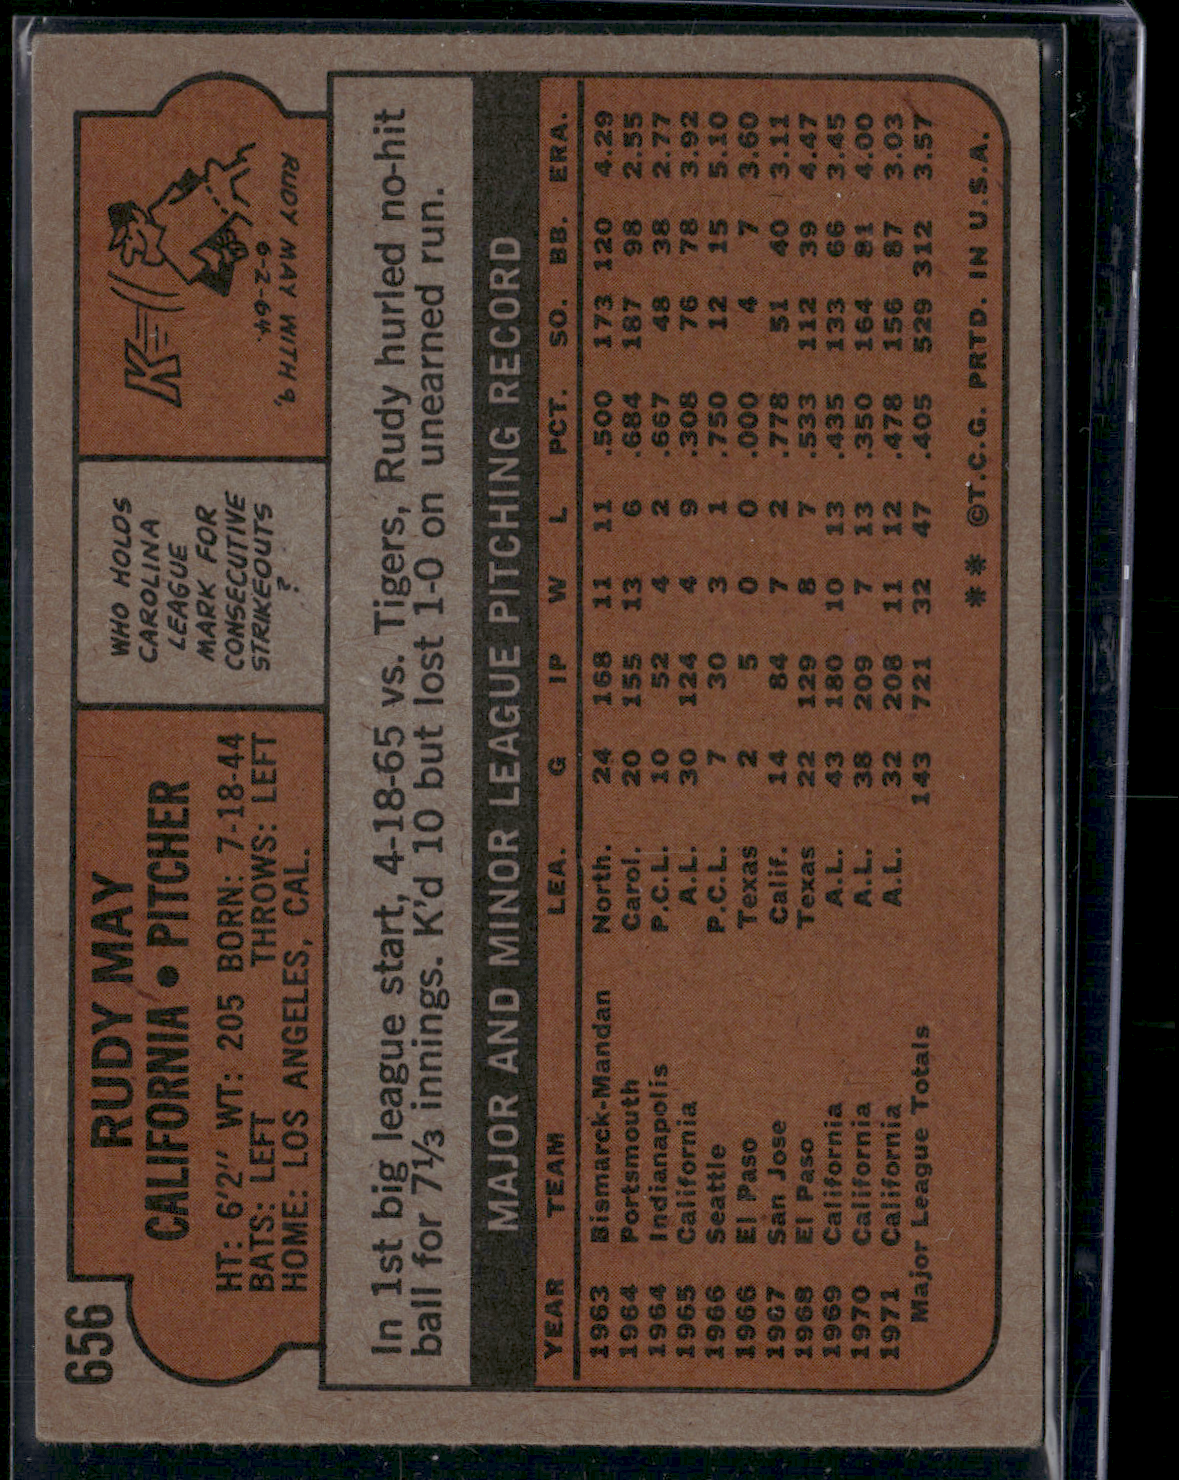 656
RUDY MAY
CALIFORNIA • PITCHER
HT: 6'2" WT: 205 BORN: 7-18-44
BATS: LEFT THROWS: LEFT
HOME: LOS ANGELES, CAL.
WHO HOLDS
CAROLINA
LEAGUE
MARK FOR
CONSECUTIVE
STRIKEOUTS
?
K
RUDY MAY WITH 9,
6-2-64.
In 1st big league start, 4-18-65 vs. Tigers, Rudy hurled no-hit
ball for 7⅓ innings. K'd 10 but lost 1-0 on unearned run.
MAJOR AND MINOR LEAGUE PITCHING RECORD
YEAR TEAM LEA. G IP W L PCT. SO. BB. ERA.
1963 Bismarck-Mandan North. 24 168 11 11 .500 173 120 4.29
1964 Portsmouth Carol. 20 155 13 6 .684 187 98 2.55
1964 Indianapolis P.C.L. 10 52 4 2 .667 48 38 2.77
1965 California A.L. 30 124 4 9 .308 76 78 3.92
1966 Seattle P.C.L. 7 30 3 1 .750 12 15 5.10
1966 El Paso Texas 2 5 0 0 .000 4 7 3.60
1967 San Jose Calif. 14 84 7 2 .778 51 40 3.11
1968 El Paso Texas 22 129 8 7 .533 112 39 4.47
1969 California A.L. 43 180 10 13 .435 133 66 3.45
1970 California A.L. 38 209 7 13 .350 164 81 4.00
1971 California A.L. 32 208 11 12 .478 156 87 3.03
Major League Totals 143 721 32 47 .405 529 312 3.57
** ©T.C.G. PRTD. IN U.S.A.